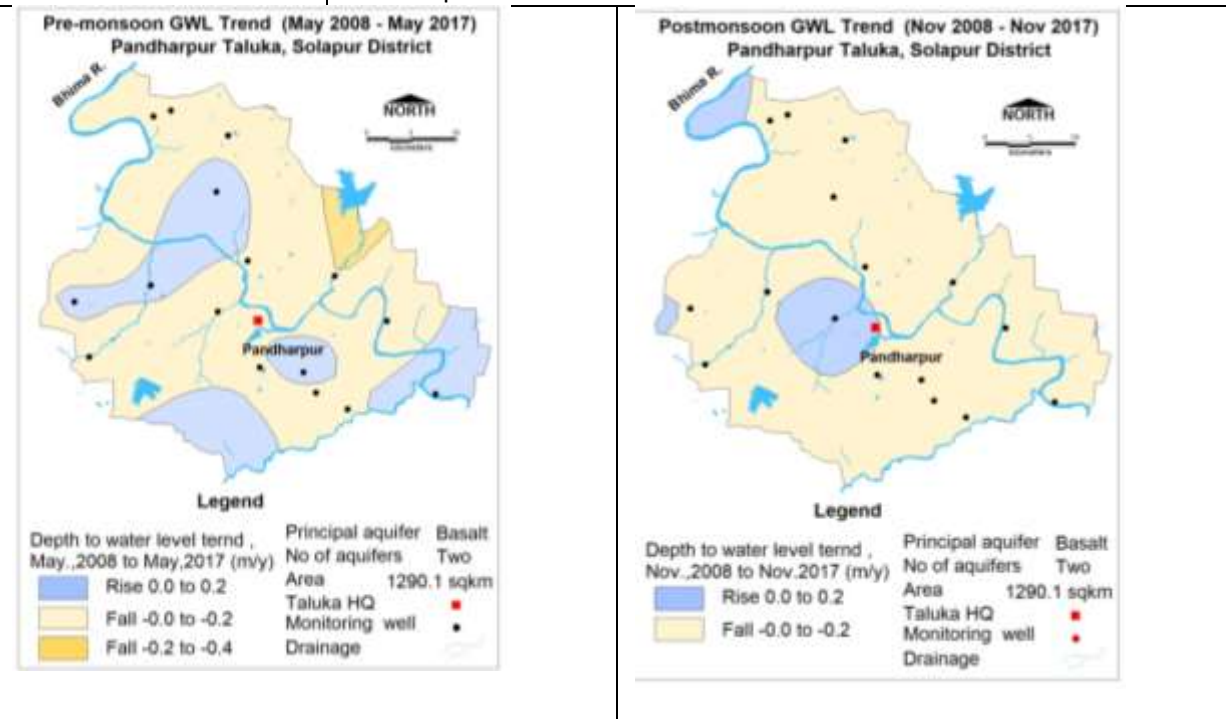 Pre-monsoon GWL Trend (May 2008 - May 2017)
Pandharpur Taluka, Solapur District
Bhima R.
NORTH
kilometers
Pandharpur
Legend
Depth to water level ternd ,
May.,2008 to May,2017 (m/y)
Rise 0.0 to 0.2
Fall -0.0 to -0.2
Fall -0.2 to -0.4
Principal aquifer Basalt
No of aquifers Two
Area 1290.1 sqkm
Taluka HQ
Monitoring well
Drainage
Postmonsoon GWL Trend (Nov 2008 - Nov 2017)
Pandharpur Taluka, Solapur District
Bhima R.
NORTH
kilometers
Pandharpur
Legend
Depth to water level ternd ,
Nov.,2008 to Nov.2017 (m/y)
Rise 0.0 to 0.2
Fall -0.0 to -0.2
Principal aquifer Basalt
No of aquifers Two
Area 1290.1 sqkm
Taluka HQ
Monitoring well
Drainage